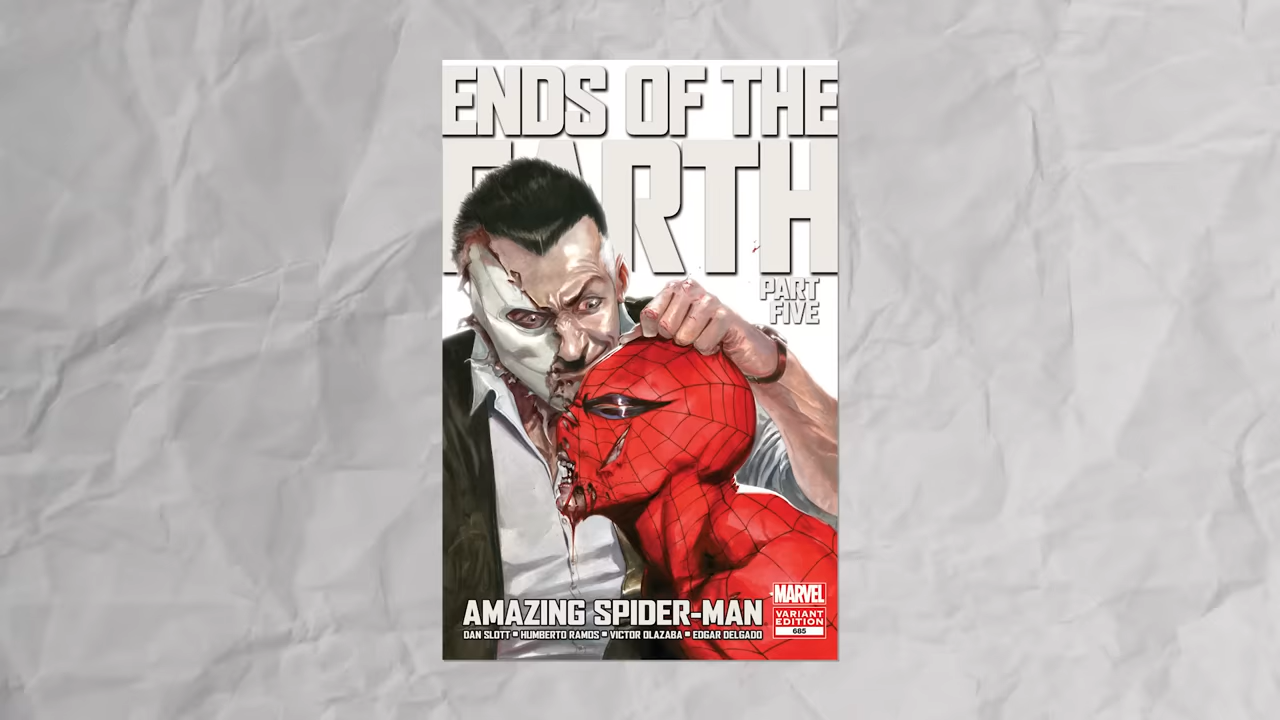 ENDS OF THE
EARTH
PART
FIVE
AMAZING SPIDER-MAN
DAN SLOTT ▪ HUMBERTO RAMOS ▪ VICTOR OLAZABA ▪ EDGAR DELGADO
MARVEL
VARIANT
EDITION
685